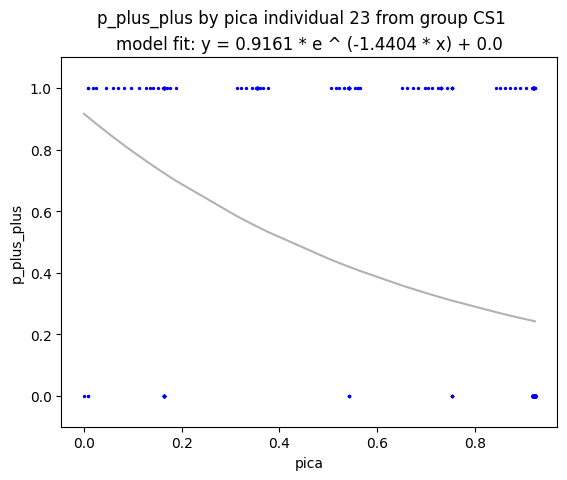 p_plus_plus by pica individual 23 from group CS1
model fit: y = 0.9161 * e ^ (-1.4404 * x) + 0.0
1.0
0.8
0.6
0.4
0.2
0.0
p_plus_plus
0.0 0.2 0.4 0.6 0.8
pica